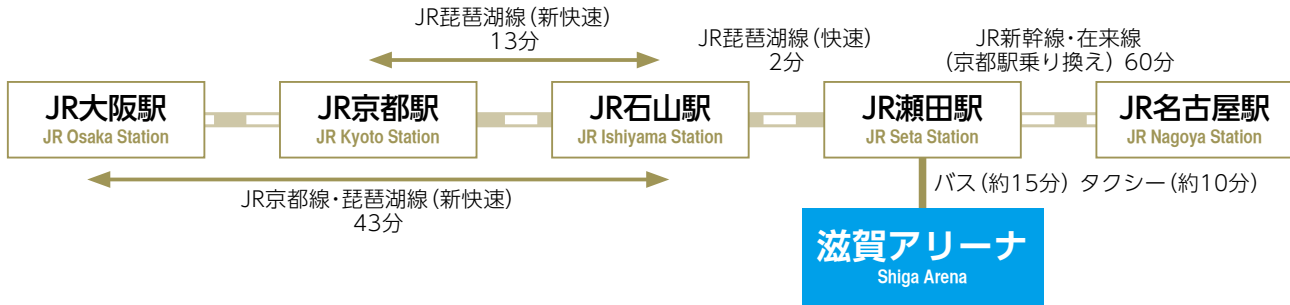 JR琵琶湖線(新快速)
13分
JR琵琶湖線(快速)
2分
JR新幹線・在来線
(京都駅乗り換え) 60分
JR大阪駅
JR Osaka Station
JR京都駅
JR Kyoto Station
JR石山駅
JR Ishiyama Station
JR瀬田駅
JR Seta Station
JR名古屋駅
JR Nagoya Station
JR京都線・琵琶湖線(新快速)
43分
バス(約15分) タクシー(約10分)
滋賀アリーナ
Shiga Arena